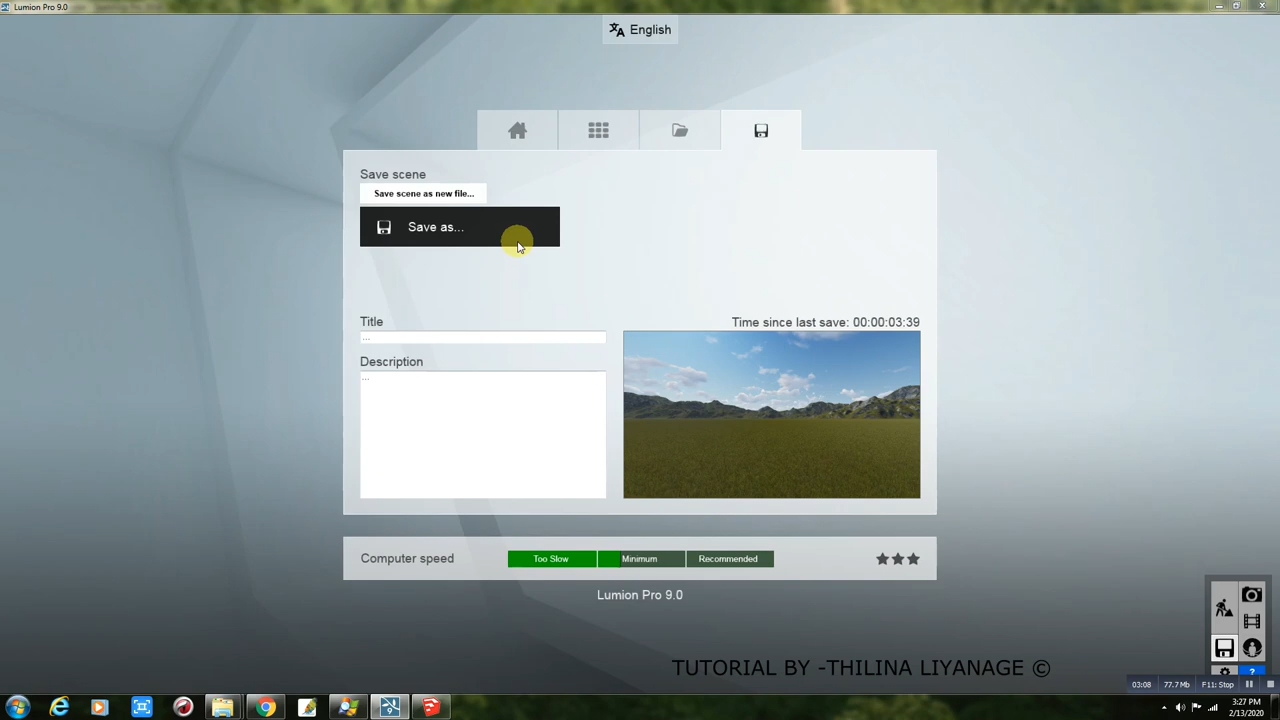 Lumion Pro 9.0
English
Save scene
Save scene as new file...
Save as...
Title
Time since last save: 00:00:03:39
...
Description
...
Computer speed
Too Slow
Minimum
Recommended
Lumion Pro 9.0
?
TUTORIAL BY -THILINA LIYANAGE ©
03:08
77.7 Mb
F11: Stop
3:27 PM
2/13/2020